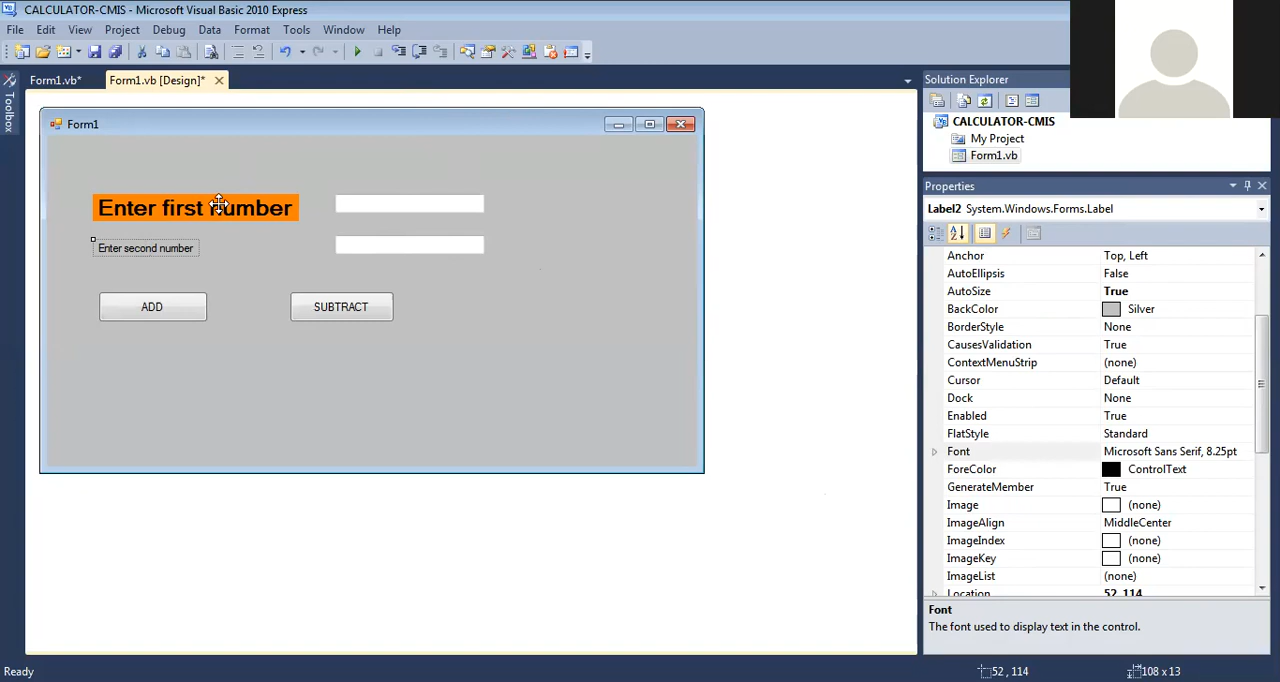 CALCULATOR-CMIS - Microsoft Visual Basic 2010 Express
File Edit View Project Debug Data Format Tools Window Help
Form1.vb* Form1.vb [Design]*
Toolbox
Form1
Enter first number
Enter second number
ADD SUBTRACT
Solution Explorer
CALCULATOR-CMIS
My Project
Form1.vb
Properties
Label2 System.Windows.Forms.Label
Anchor Top, Left
AutoEllipsis False
AutoSize True
BackColor Silver
BorderStyle None
CausesValidation True
ContextMenuStrip (none)
Cursor Default
Dock None
Enabled True
FlatStyle Standard
Font Microsoft Sans Serif, 8.25pt
ForeColor ControlText
GenerateMember True
Image (none)
ImageAlign MiddleCenter
ImageIndex (none)
ImageKey (none)
ImageList (none)
Location 52, 114
Font
The font used to display text in the control.
Ready 52 , 114 108 x 13